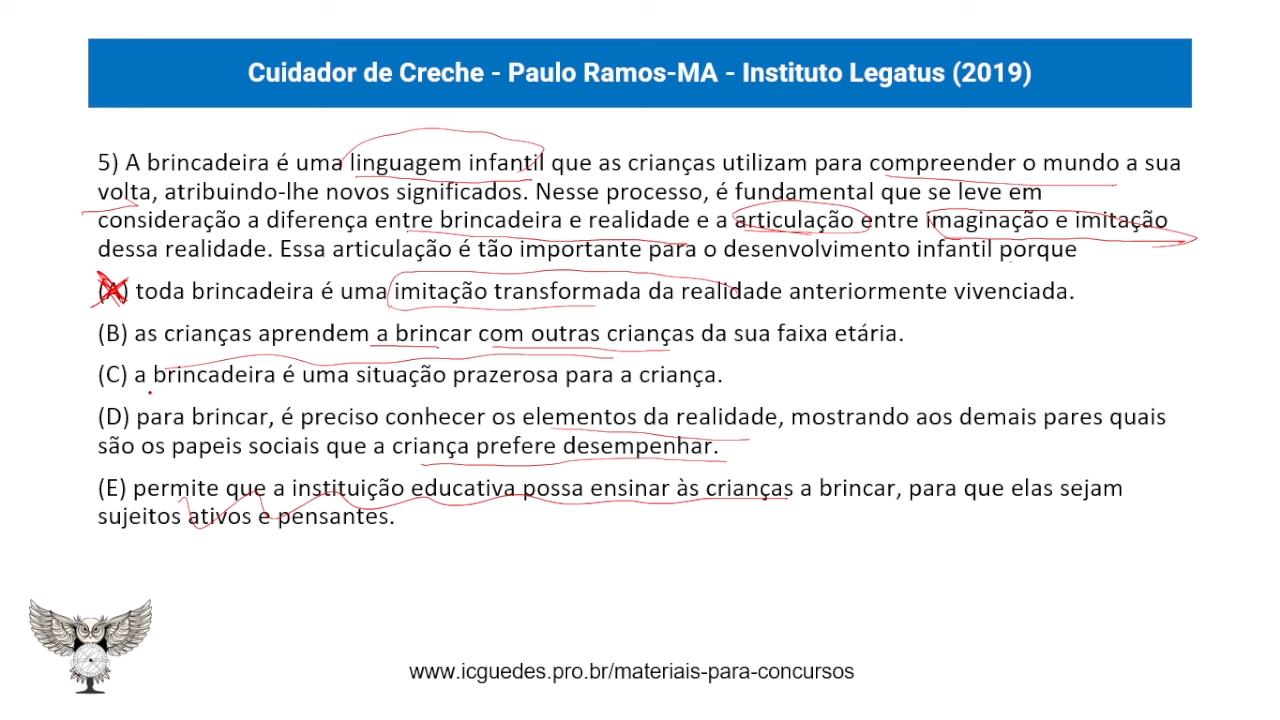 Cuidador de Creche - Paulo Ramos-MA - Instituto Legatus (2019)
5) A brincadeira é uma linguagem infantil que as crianças utilizam para compreender o mundo a sua
volta, atribuindo-lhe novos significados. Nesse processo, é fundamental que se leve em
consideração a diferença entre brincadeira e realidade e a articulação entre imaginação e imitação
dessa realidade. Essa articulação é tão importante para o desenvolvimento infantil porque
(A) toda brincadeira é uma imitação transformada da realidade anteriormente vivenciada.
(B) as crianças aprendem a brincar com outras crianças da sua faixa etária.
(C) a brincadeira é uma situação prazerosa para a criança.
(D) para brincar, é preciso conhecer os elementos da realidade, mostrando aos demais pares quais
são os papeis sociais que a criança prefere desempenhar.
(E) permite que a instituição educativa possa ensinar às crianças a brincar, para que elas sejam
sujeitos ativos e pensantes.
www.icguedes.pro.br/materiais-para-concursos